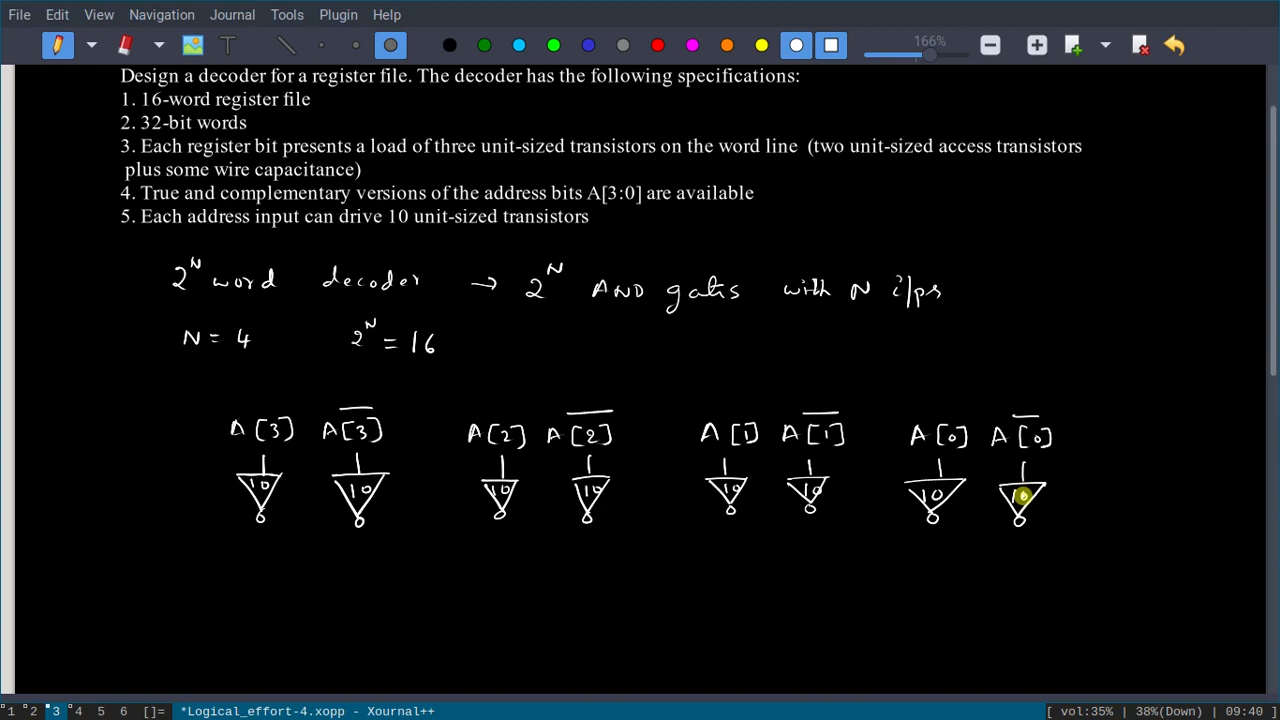 File Edit View Navigation Journal Tools Plugin Help
T 166%
Design a decoder for a register file. The decoder has the following specifications:
1. 16-word register file
2. 32-bit words
3. Each register bit presents a load of three unit-sized transistors on the word line (two unit-sized access transistors
plus some wire capacitance)
4. True and complementary versions of the address bits A[3:0] are available
5. Each address input can drive 10 unit-sized transistors
2^N word decoder → 2^N AND gates with N i/ps
N = 4 2^N = 16
A[3] A̅[̅3̅]̅ A[2] A̅[̅2̅]̅ A[1] A̅[̅1̅]̅ A[0] A̅[̅0̅]̅
10 10 10 10 10 10 10 10
1 2 3 4 5 6 []= *Logical_effort-4.xopp - Xournal++ [ vol:35% | 38%(Down) | 09:40 ]